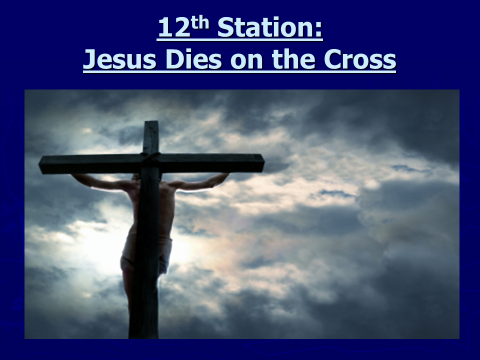 12th Station:
Jesus Dies on the Cross